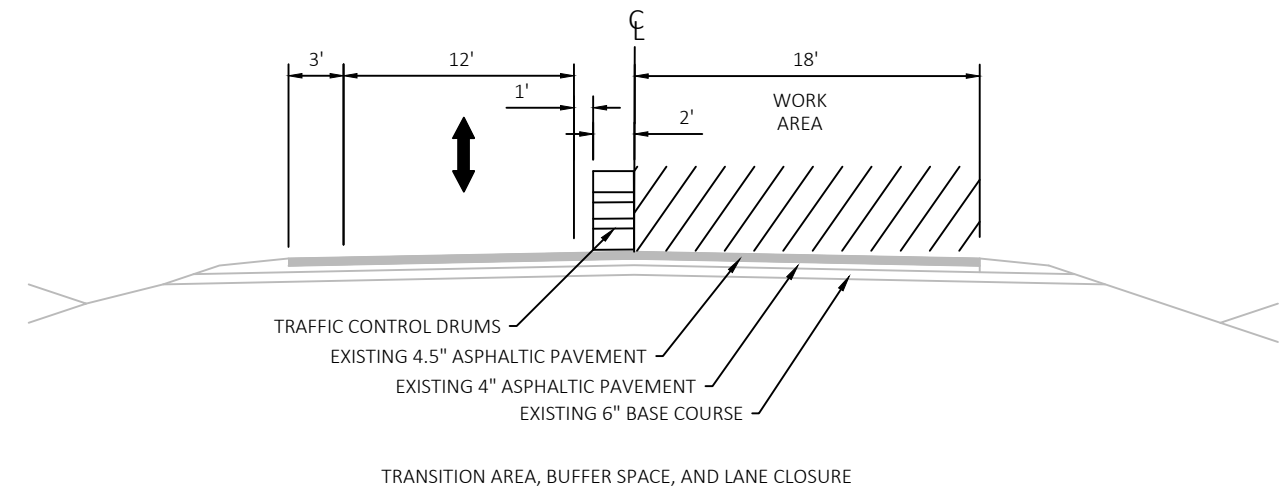 ℄
3'
12'
18'
1'
2'
WORK
AREA
TRAFFIC CONTROL DRUMS
EXISTING 4.5" ASPHALTIC PAVEMENT
EXISTING 4" ASPHALTIC PAVEMENT
EXISTING 6" BASE COURSE
TRANSITION AREA, BUFFER SPACE, AND LANE CLOSURE